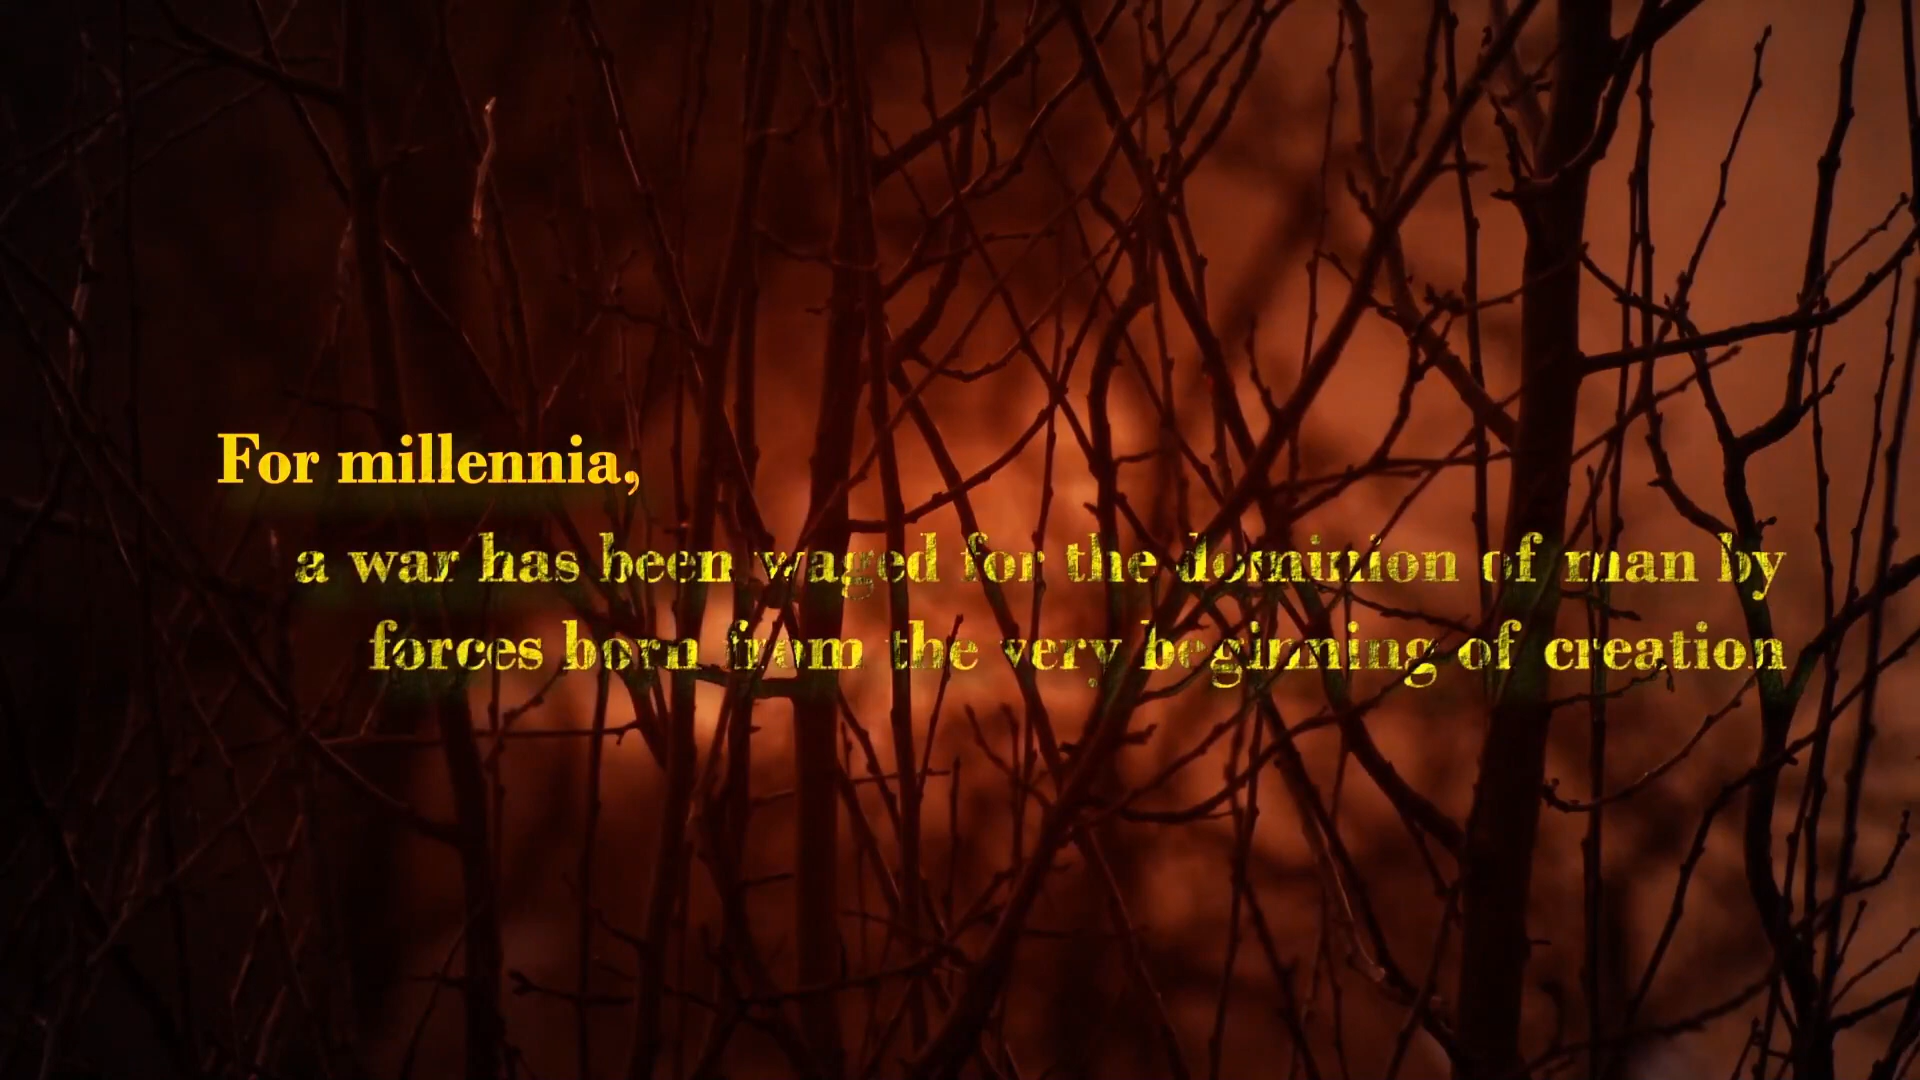 For millennia,
a war has been waged for the dominion of man by
forces born from the very beginning of creation